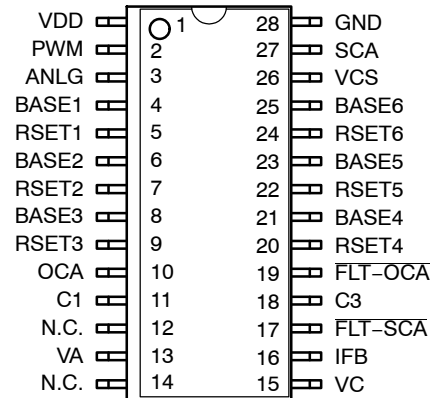 VDD 1 28 GND
PWM 2 27 SCA
ANLG 3 26 VCS
BASE1 4 25 BASE6
RSET1 5 24 RSET6
BASE2 6 23 BASE5
RSET2 7 22 RSET5
BASE3 8 21 BASE4
RSET3 9 20 RSET4
OCA 10 19 FLT−OCA
C1 11 18 C3
N.C. 12 17 FLT−SCA
VA 13 16 IFB
N.C. 14 15 VC